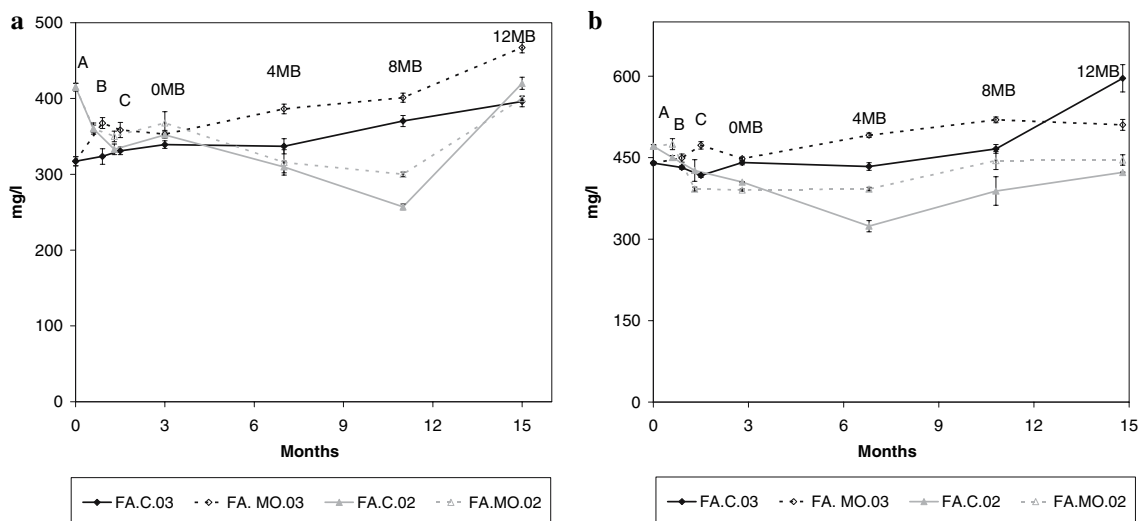 a
500
400
300
200
100
0
mg/l
A
B
C
0MB
4MB
8MB
12MB
0 3 6 9 12 15
Months
FA.C.03 FA. MO.03 FA.C.02 FA.MO.02
b
600
450
300
150
0
mg/l
A
B
C
0MB
4MB
8MB
12MB
0 3 6 9 12 15
Months
FA.C.03 FA. MO.03 FA.C.02 FA.MO.02